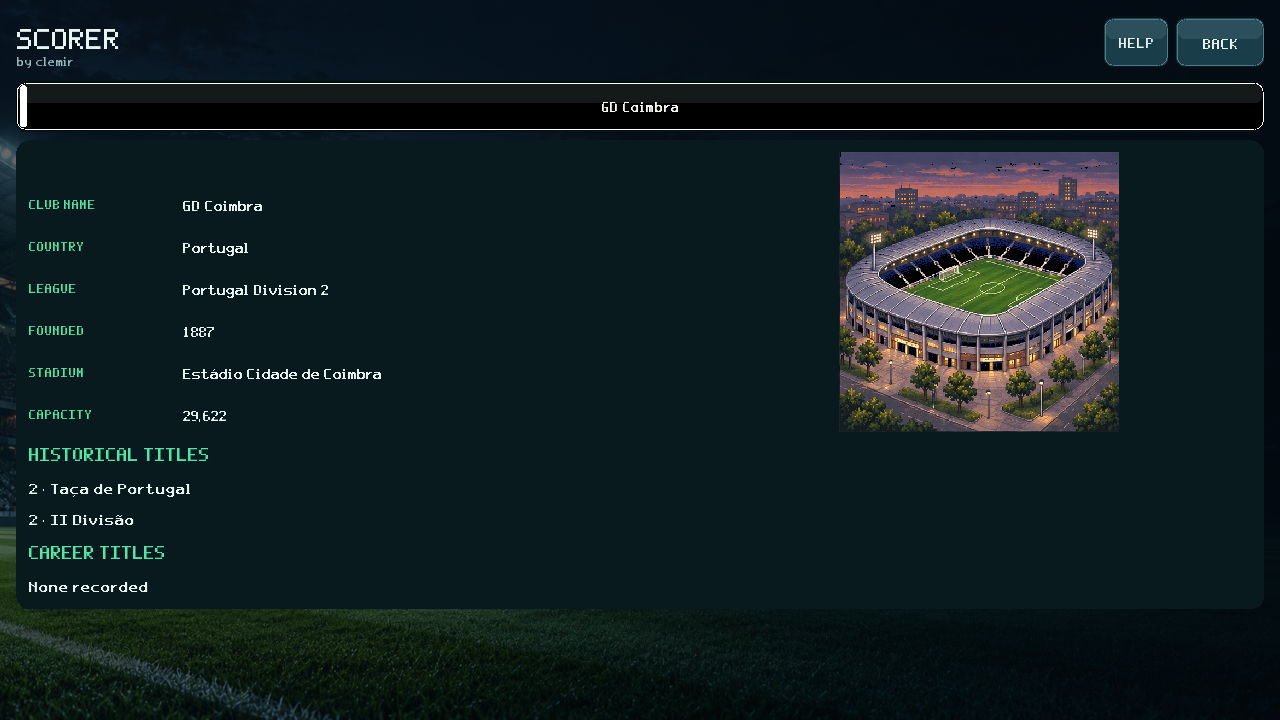 SCORER
by clemir
HELP
BACK
GD Coimbra
CLUB NAME GD Coimbra
COUNTRY Portugal
LEAGUE Portugal Division 2
FOUNDED 1887
STADIUM Estádio Cidade de Coimbra
CAPACITY 29,622
HISTORICAL TITLES
2 · Taça de Portugal
2 · II Divisão
CAREER TITLES
None recorded